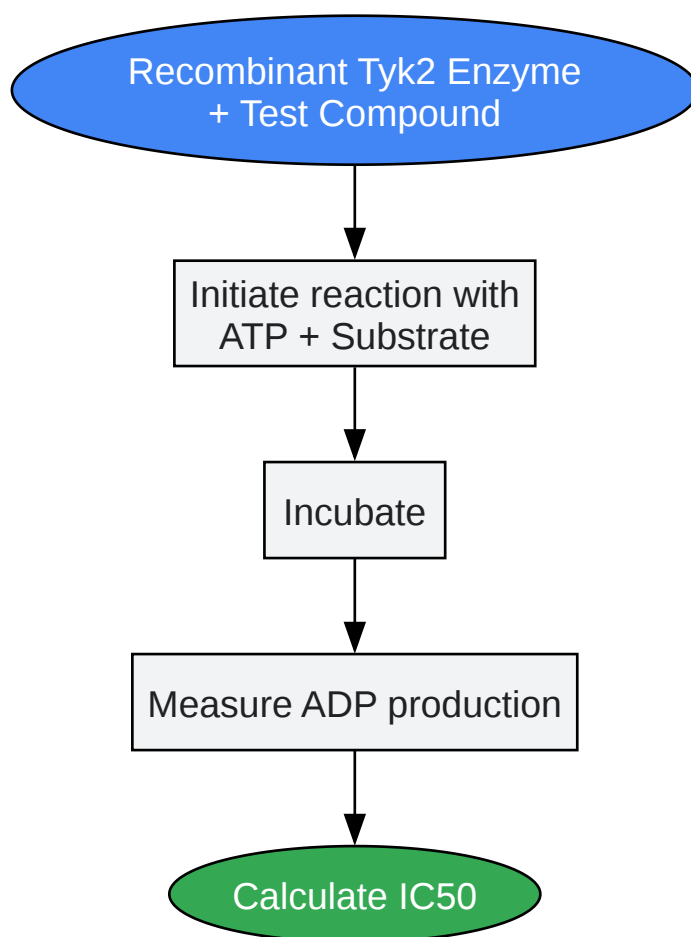 Recombinant Tyk2 Enzyme
+ Test Compound
Initiate reaction with
ATP + Substrate
Incubate
Measure ADP production
Calculate IC50